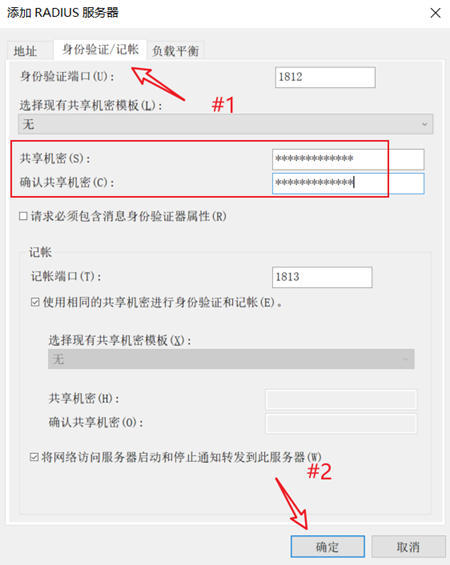 添加 RADIUS 服务器
地址 身份验证/记帐 负载平衡
身份验证端口(U): 1812
#1
选择现有共享机密模板(L):
无
共享机密(S): *************
确认共享机密(C): *************
请求必须包含消息身份验证器属性(R)
记帐
记帐端口(T): 1813
使用相同的共享机密进行身份验证和记帐(E)。
选择现有共享机密模板(X):
无
共享机密(H):
确认共享机密(O):
将网络访问服务器启动和停止通知转发到此服务器(W)
#2
确定 取消